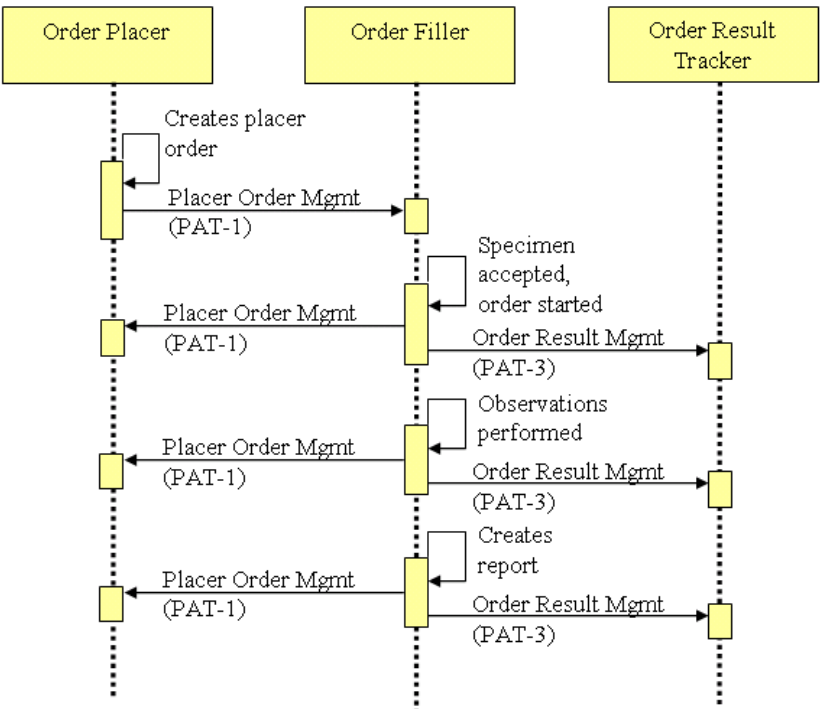 Order Placer
Order Filler
Order Result
Tracker
Creates placer
order
Placer Order Mgmt
(PAT-1)
Specimen
accepted,
order started
Placer Order Mgmt
(PAT-1)
Order Result Mgmt
(PAT-3)
Observations
performed
Placer Order Mgmt
(PAT-1)
Order Result Mgmt
(PAT-3)
Creates
report
Placer Order Mgmt
(PAT-1)
Order Result Mgmt
(PAT-3)